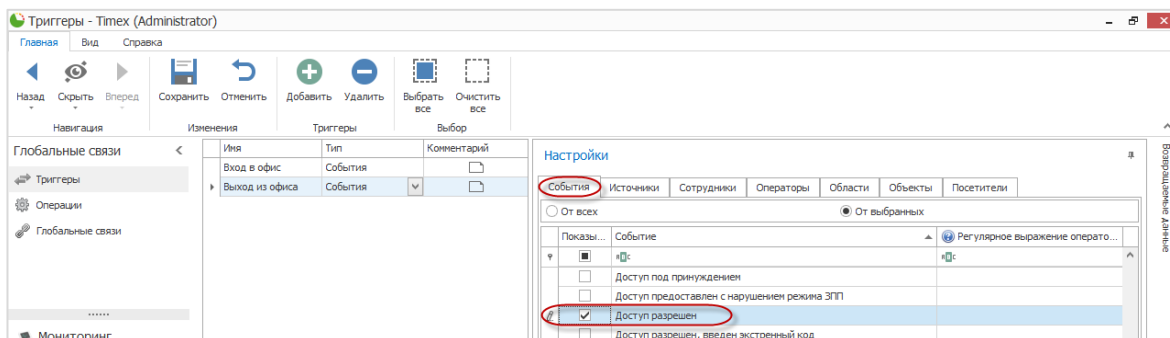 Триггеры - Timex (Administrator)
Главная Вид Справка
Назад Скрыть Вперед Сохранить Отменить Добавить Удалить Выбрать все Очистить все
Навигация Изменения Триггеры Выбор
Глобальные связи
Триггеры
Операции
Глобальные связи
Мониторинг
Имя Тип Комментарий
Вход в офис События
Выход из офиса События
Настройки
События Источники Сотрудники Операторы Области Объекты Посетители
От всех От выбранных
Показы... Событие Регулярное выражение операто...
Доступ под принуждением
Доступ предоставлен с нарушением режима ЗПП
Доступ разрешен
Доступ разрешен, введен экстренный код
Возвращаемые данные